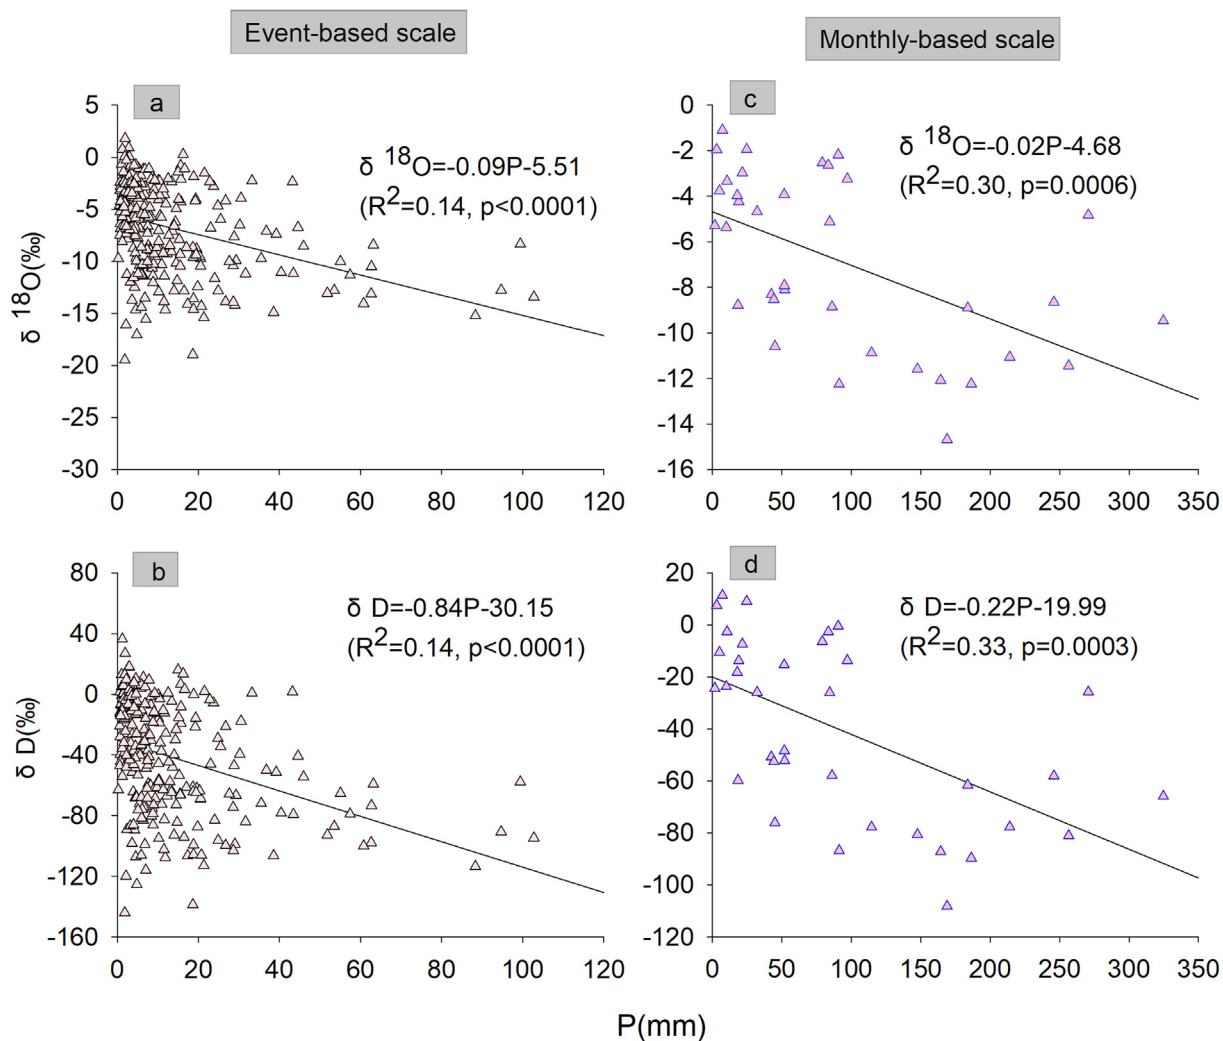 Event-based scale
Monthly-based scale
a
5
0
-5
-10
-15
-20
-25
-30
δ ¹⁸O(‰)
δ ¹⁸O=-0.09P-5.51
(R²=0.14, p<0.0001)
0 20 40 60 80 100 120
c
0
-2
-4
-6
-8
-10
-12
-14
-16
δ ¹⁸O=-0.02P-4.68
(R²=0.30, p=0.0006)
0 50 100 150 200 250 300 350
b
80
40
0
-40
-80
-120
-160
δ D(‰)
δ D=-0.84P-30.15
(R²=0.14, p<0.0001)
0 20 40 60 80 100 120
d
20
0
-20
-40
-60
-80
-100
-120
δ D=-0.22P-19.99
(R²=0.33, p=0.0003)
0 50 100 150 200 250 300 350
P(mm)